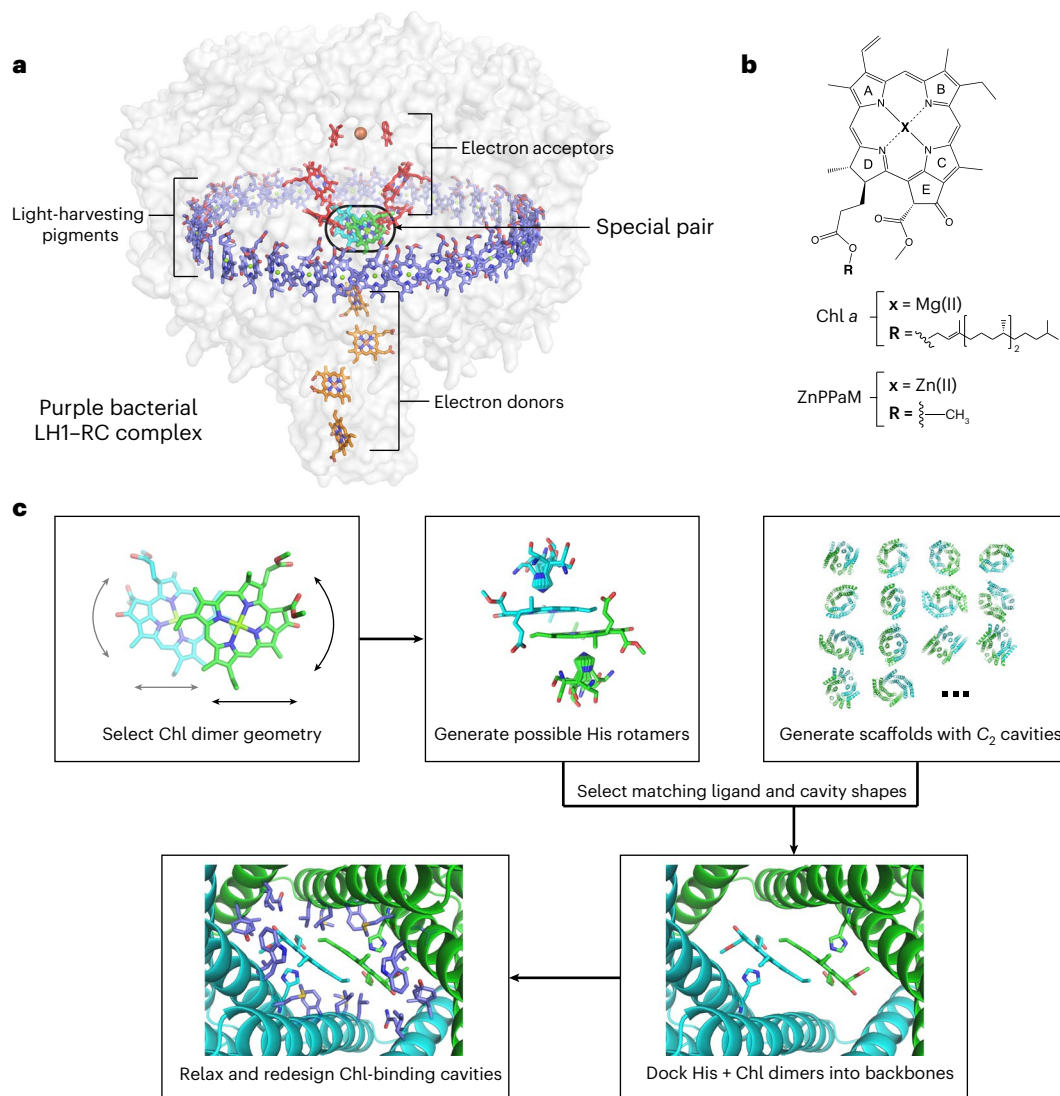 a
Electron acceptors
Light-harvesting
pigments
Special pair
Electron donors
Purple bacterial
LH1–RC complex
b
A
B
N
N
X
N
N
D
C
E
O
O
O
O
O
R
Chl a
x = Mg(II)
R =
2
ZnPPaM
x = Zn(II)
R =
CH₃
c
Select Chl dimer geometry
Generate possible His rotamers
Generate scaffolds with C₂ cavities
Select matching ligand and cavity shapes
Relax and redesign Chl-binding cavities
Dock His + Chl dimers into backbones